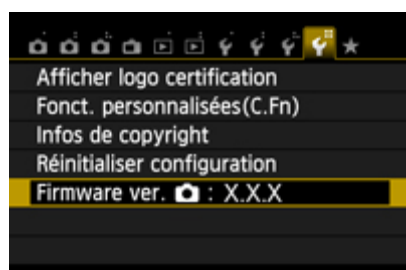 Afficher logo certification
Fonct. personnalisées(C.Fn)
Infos de copyright
Réinitialiser configuration
Firmware ver. : X.X.X